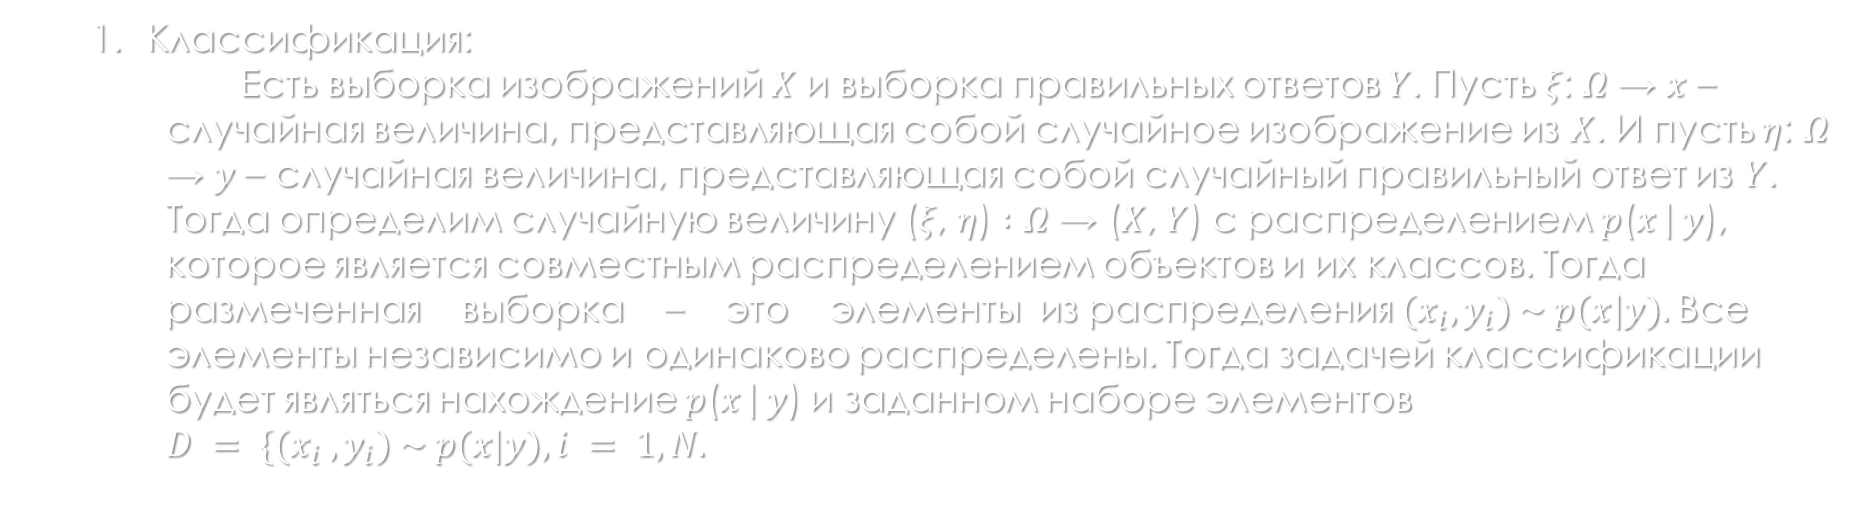 1. Классификация:
Есть выборка изображений X и выборка правильных ответов Y. Пусть ξ: Ω → x –
случайная величина, представляющая собой случайное изображение из X. И пусть η: Ω
→ y – случайная величина, представляющая собой случайный правильный ответ из Y.
Тогда определим случайную величину (ξ, η) : Ω → (X, Y) с распределением p(x | y),
которое является совместным распределением объектов и их классов. Тогда
размеченная выборка – это элементы из распределения (xᵢ, yᵢ) ~ p(x|y). Все
элементы независимо и одинаково распределены. Тогда задачей классификации
будет являться нахождение p(x | y) и заданном наборе элементов
D = {(xᵢ , yᵢ) ~ p(x|y), i = 1, N.